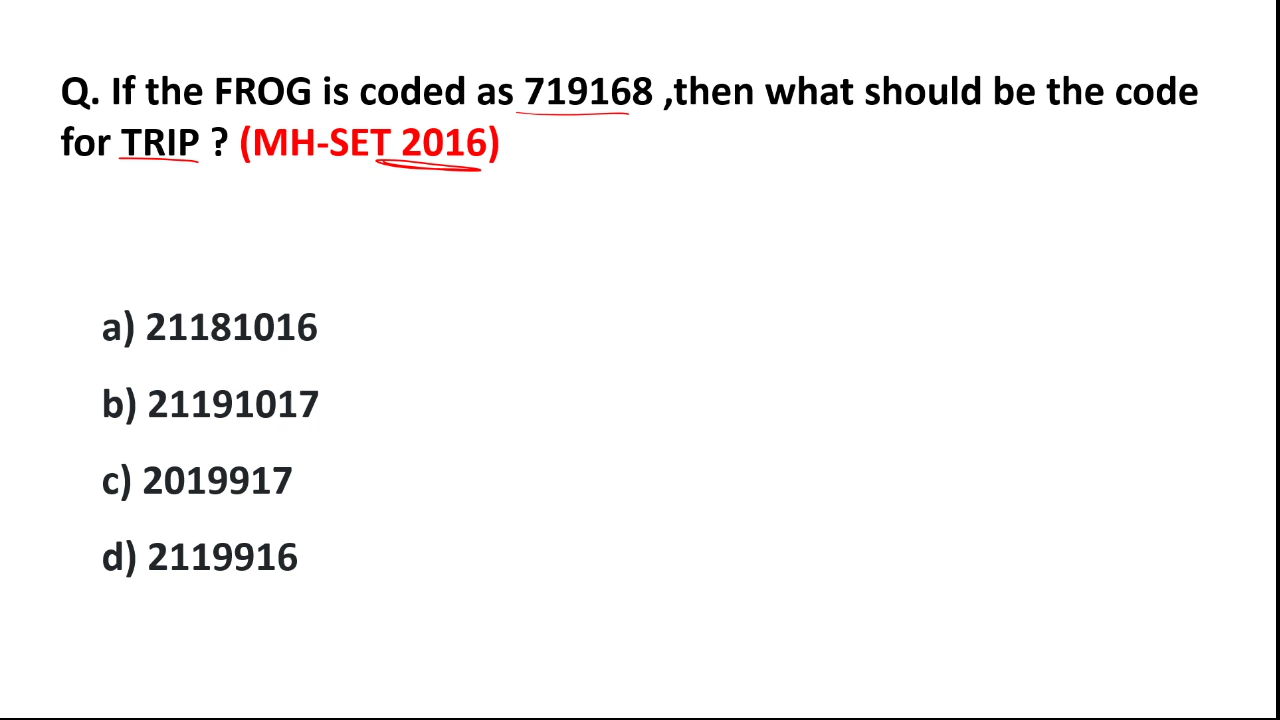 Q. If the FROG is coded as 719168 ,then what should be the code
for TRIP ? (MH-SET 2016)
a) 21181016
b) 21191017
c) 2019917
d) 2119916